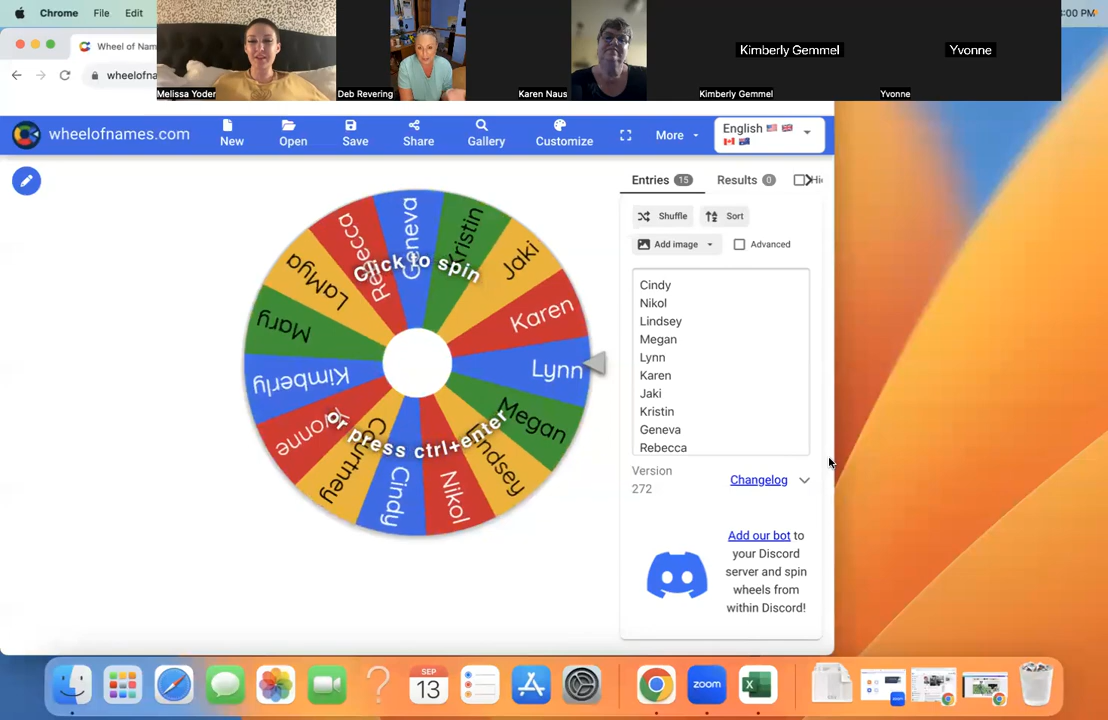 Chrome File Edit
:00 PM
Wheel of Nam
wheelofna
Melissa Yoder
Deb Revering
Karen Naus
Kimberly Gemmel
Kimberly Gemmel
Yvonne
Yvonne
wheelofnames.com
New
Open
Save
Share
Gallery
Customize
More
English
Entries 15
Results 0
Hi
Shuffle
Sort
Add image
Advanced
Cindy
Nikol
Lindsey
Megan
Lynn
Karen
Jaki
Kristin
Geneva
Rebecca
Version
272
Changelog
Add our bot to
your Discord
server and spin
wheels from
within Discord!
Click to spin
or press ctrl+enter
Geneva
Kristin
Jaki
Karen
Lynn
Megan
Lindsey
Nikol
Cindy
Courtney
Yvonne
Kimberly
Mary
LaMya
Rebecca
SEP
13
zoom